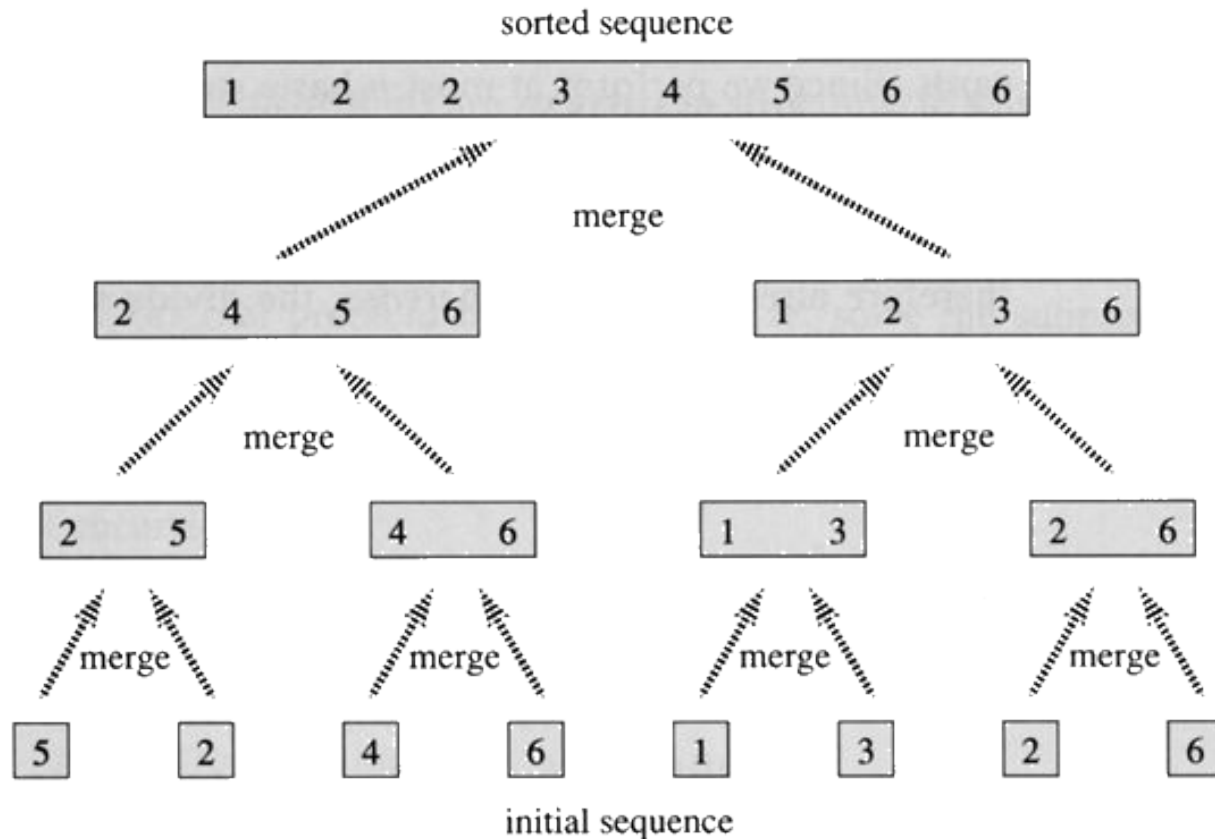 sorted sequence
1 2 2 3 4 5 6 6
merge
2 4 5 6
1 2 3 6
merge
merge
2 5
4 6
1 3
2 6
merge
merge
merge
merge
5 2 4 6 1 3 2 6
initial sequence